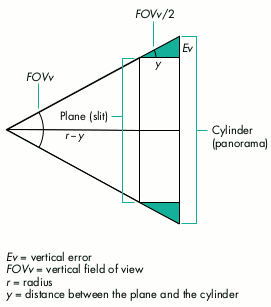 FOVv/2
Ev
FOVv
y
Plane (slit)
r – y
Cylinder
(panorama)
Ev = vertical error
FOVv = vertical field of view
r = radius
y = distance between the plane and the cylinder